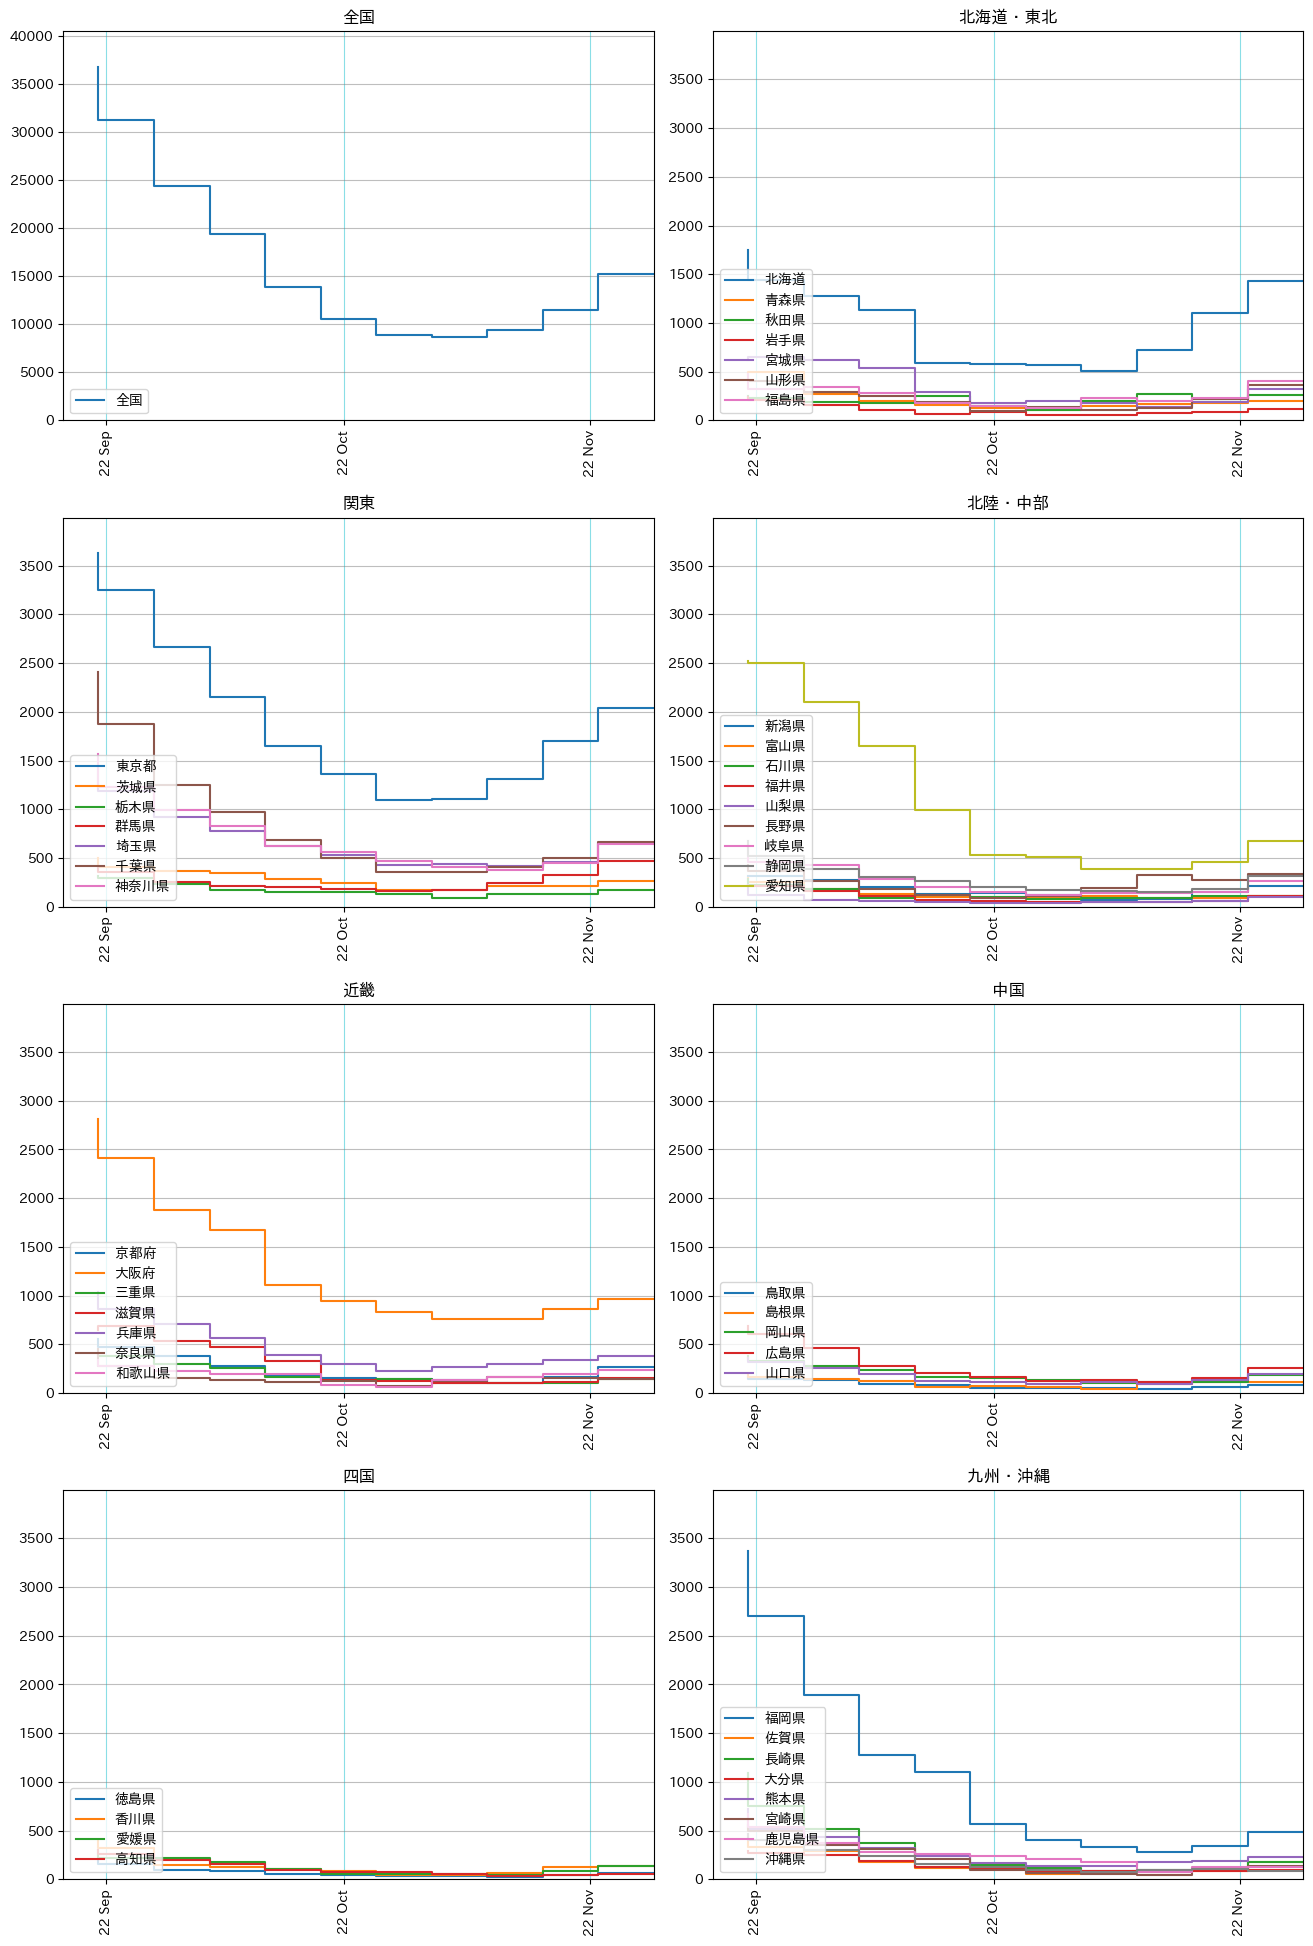 全国
40000
35000
30000
25000
20000
15000
10000
5000
0
全国
22 Sep
22 Oct
22 Nov
北海道・東北
3500
3000
2500
2000
1500
1000
500
0
北海道
青森県
秋田県
岩手県
宮城県
山形県
福島県
22 Sep
22 Oct
22 Nov
関東
3500
3000
2500
2000
1500
1000
500
0
東京都
茨城県
栃木県
群馬県
埼玉県
千葉県
神奈川県
22 Sep
22 Oct
22 Nov
北陸・中部
3500
3000
2500
2000
1500
1000
500
0
新潟県
富山県
石川県
福井県
山梨県
長野県
岐阜県
静岡県
愛知県
22 Sep
22 Oct
22 Nov
近畿
3500
3000
2500
2000
1500
1000
500
0
京都府
大阪府
三重県
滋賀県
兵庫県
奈良県
和歌山県
22 Sep
22 Oct
22 Nov
中国
3500
3000
2500
2000
1500
1000
500
0
鳥取県
島根県
岡山県
広島県
山口県
22 Sep
22 Oct
22 Nov
四国
3500
3000
2500
2000
1500
1000
500
0
徳島県
香川県
愛媛県
高知県
22 Sep
22 Oct
22 Nov
九州・沖縄
3500
3000
2500
2000
1500
1000
500
0
福岡県
佐賀県
長崎県
大分県
熊本県
宮崎県
鹿児島県
沖縄県
22 Sep
22 Oct
22 Nov